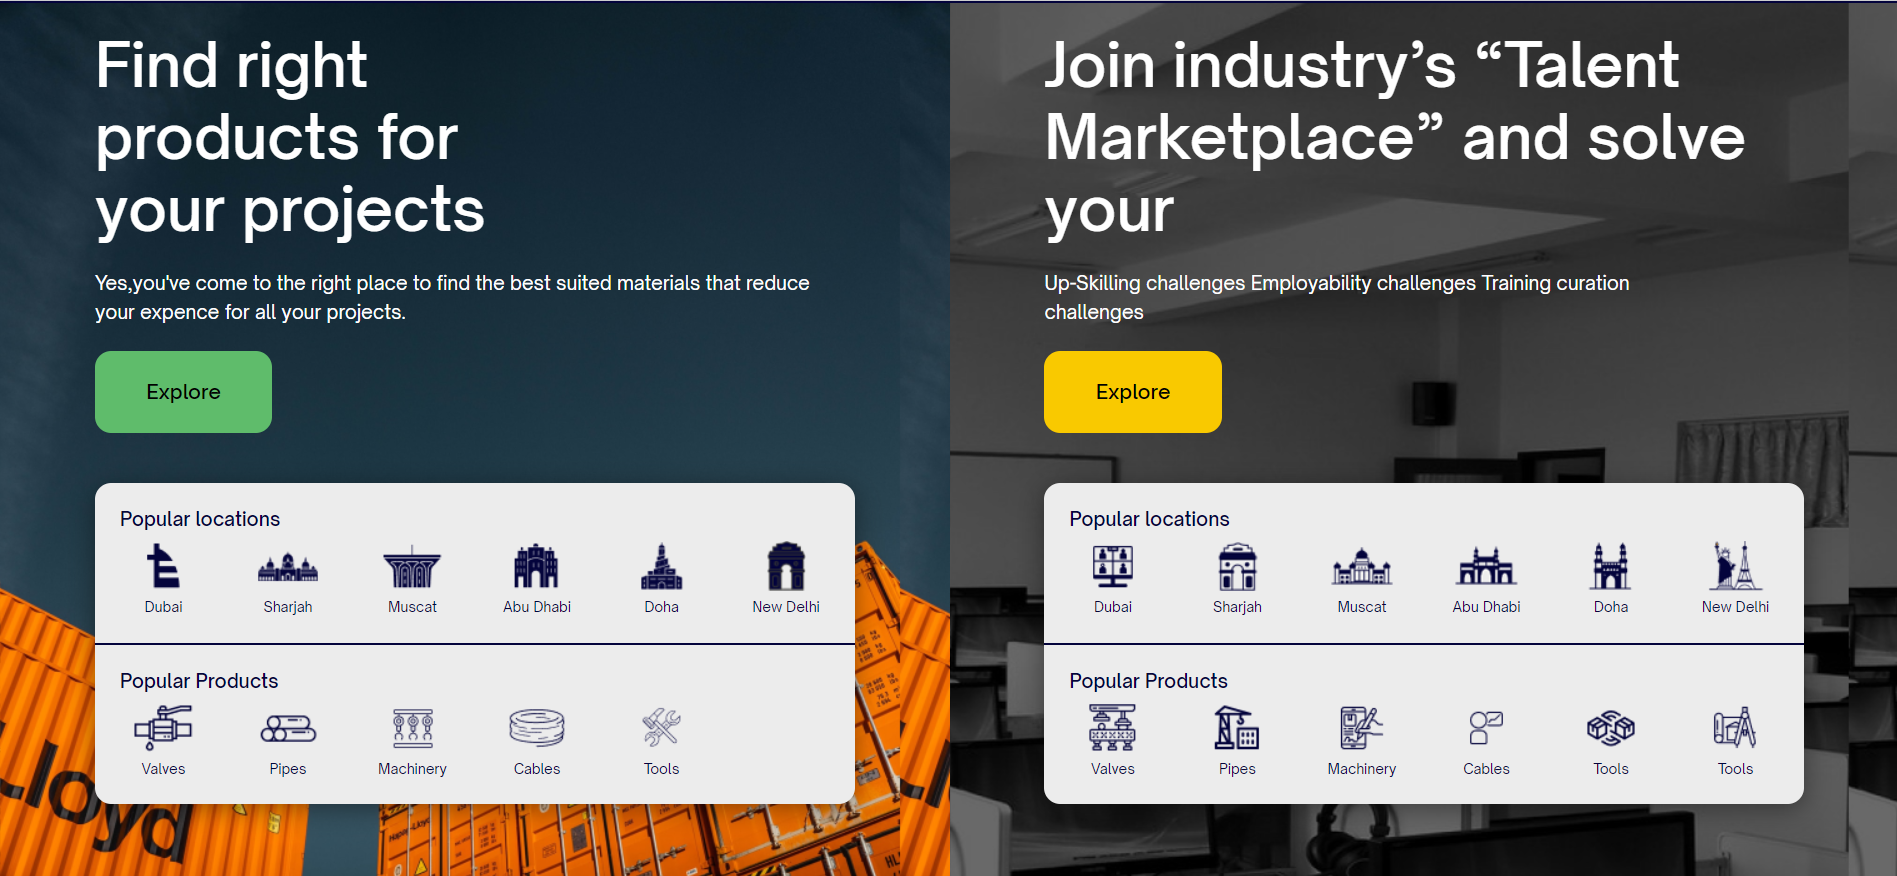 Find right
products for
your projects
Yes,you've come to the right place to find the best suited materials that reduce
your expence for all your projects.
Explore
Popular locations
Dubai
Sharjah
Muscat
Abu Dhabi
Doha
New Delhi
Popular Products
Valves
Pipes
Machinery
Cables
Tools
Lloyd
Join industry’s “Talent
Marketplace” and solve
your
Up-Skilling challenges Employability challenges Training curation
challenges
Explore
Popular locations
Dubai
Sharjah
Muscat
Abu Dhabi
Doha
New Delhi
Popular Products
Valves
Pipes
Machinery
Cables
Tools
Tools